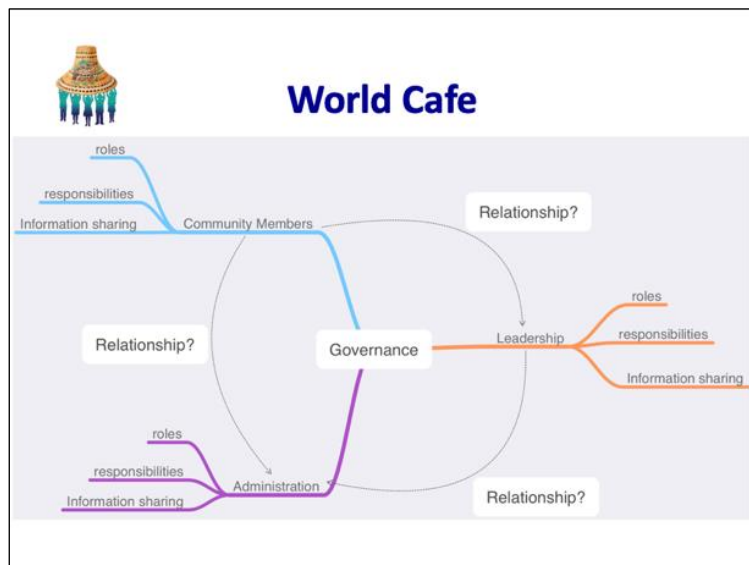 World Cafe
roles
responsibilities
Information sharing
Community Members
Relationship?
Relationship?
Governance
Leadership
roles
responsibilities
Information sharing
roles
responsibilities
Information sharing
Administration
Relationship?